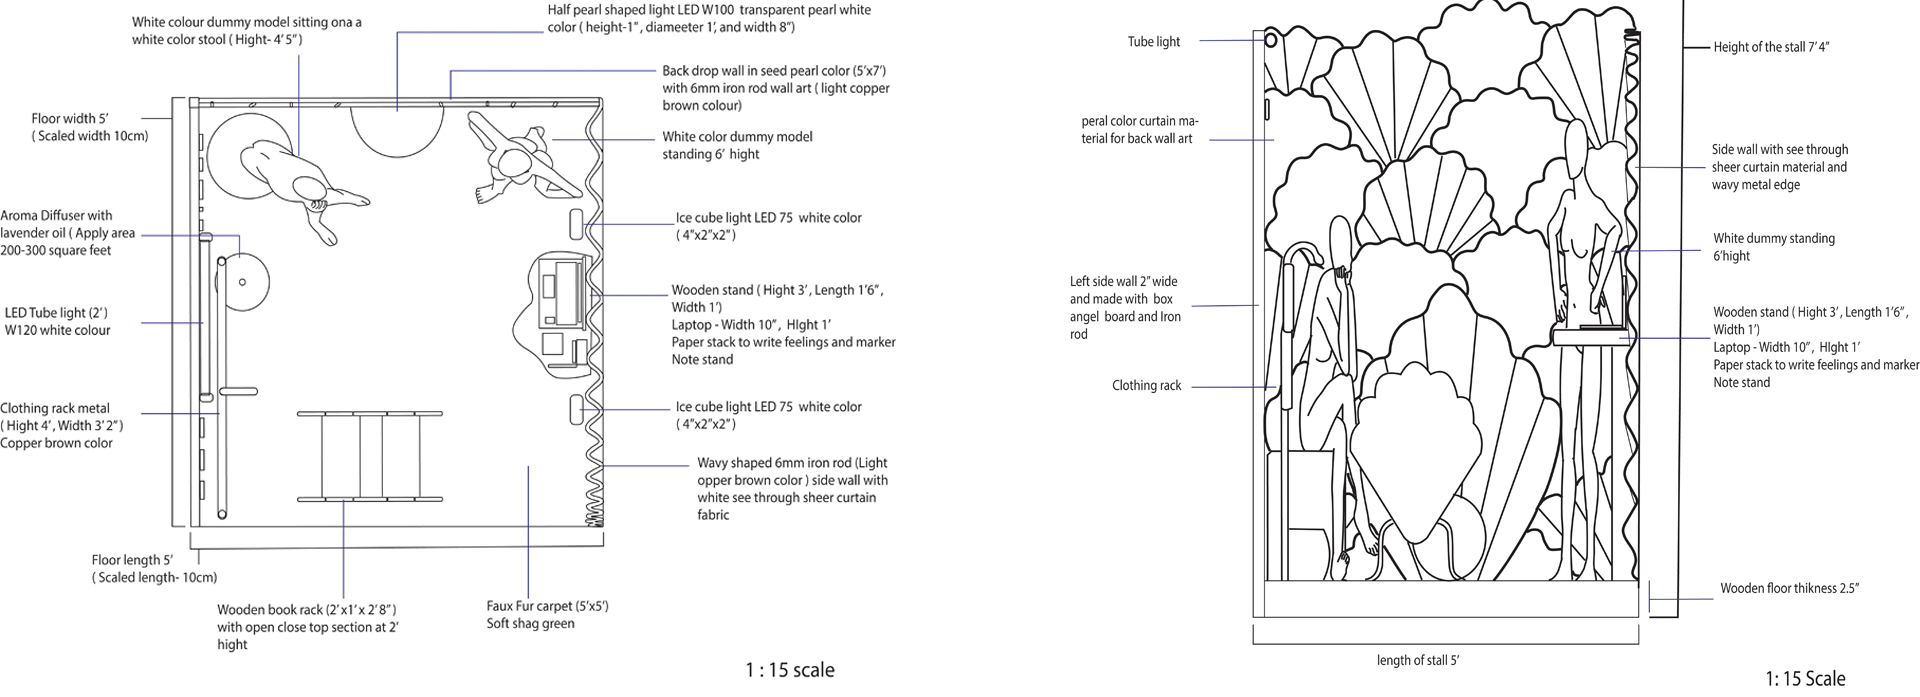 White colour dummy model sitting ona a
white color stool ( Hight- 4' 5")
Half pearl shaped light LED W100 transparent pearl white
color ( height-1", diameeter 1', and width 8")
Back drop wall in seed pearl color (5'x7')
with 6mm iron rod wall art ( light copper
brown colour)
Floor width 5'
( Scaled width 10cm)
White color dummy model
standing 6' hight
Aroma Diffuser with
lavender oil ( Apply area
200-300 square feet
Ice cube light LED 75 white color
( 4"x2"x2")
LED Tube light (2' )
W120 white colour
Wooden stand ( Hight 3' , Length 1'6" ,
Width 1')
Laptop - Width 10", HIght 1'
Paper stack to write feelings and marker
Note stand
Clothing rack metal
( Hight 4' , Width 3' 2")
Copper brown color
Ice cube light LED 75 white color
( 4"x2"x2")
Wavy shaped 6mm iron rod (Light
opper brown color ) side wall with
white see through sheer curtain
fabric
Floor length 5'
( Scaled length- 10cm)
Wooden book rack (2' x1' x 2' 8")
with open close top section at 2'
hight
Faux Fur carpet (5'x5')
Soft shag green
1 : 15 scale
Tube light
Height of the stall 7' 4"
peral color curtain ma-
terial for back wall art
Side wall with see through
sheer curtain material and
wavy metal edge
White dummy standing
6'hight
Left side wall 2" wide
and made with box
angel board and Iron
rod
Wooden stand ( Hight 3' , Length 1'6" ,
Width 1')
Laptop - Width 10", HIght 1'
Paper stack to write feelings and marker
Note stand
Clothing rack
Wooden floor thikness 2.5"
length of stall 5'
1: 15 Scale